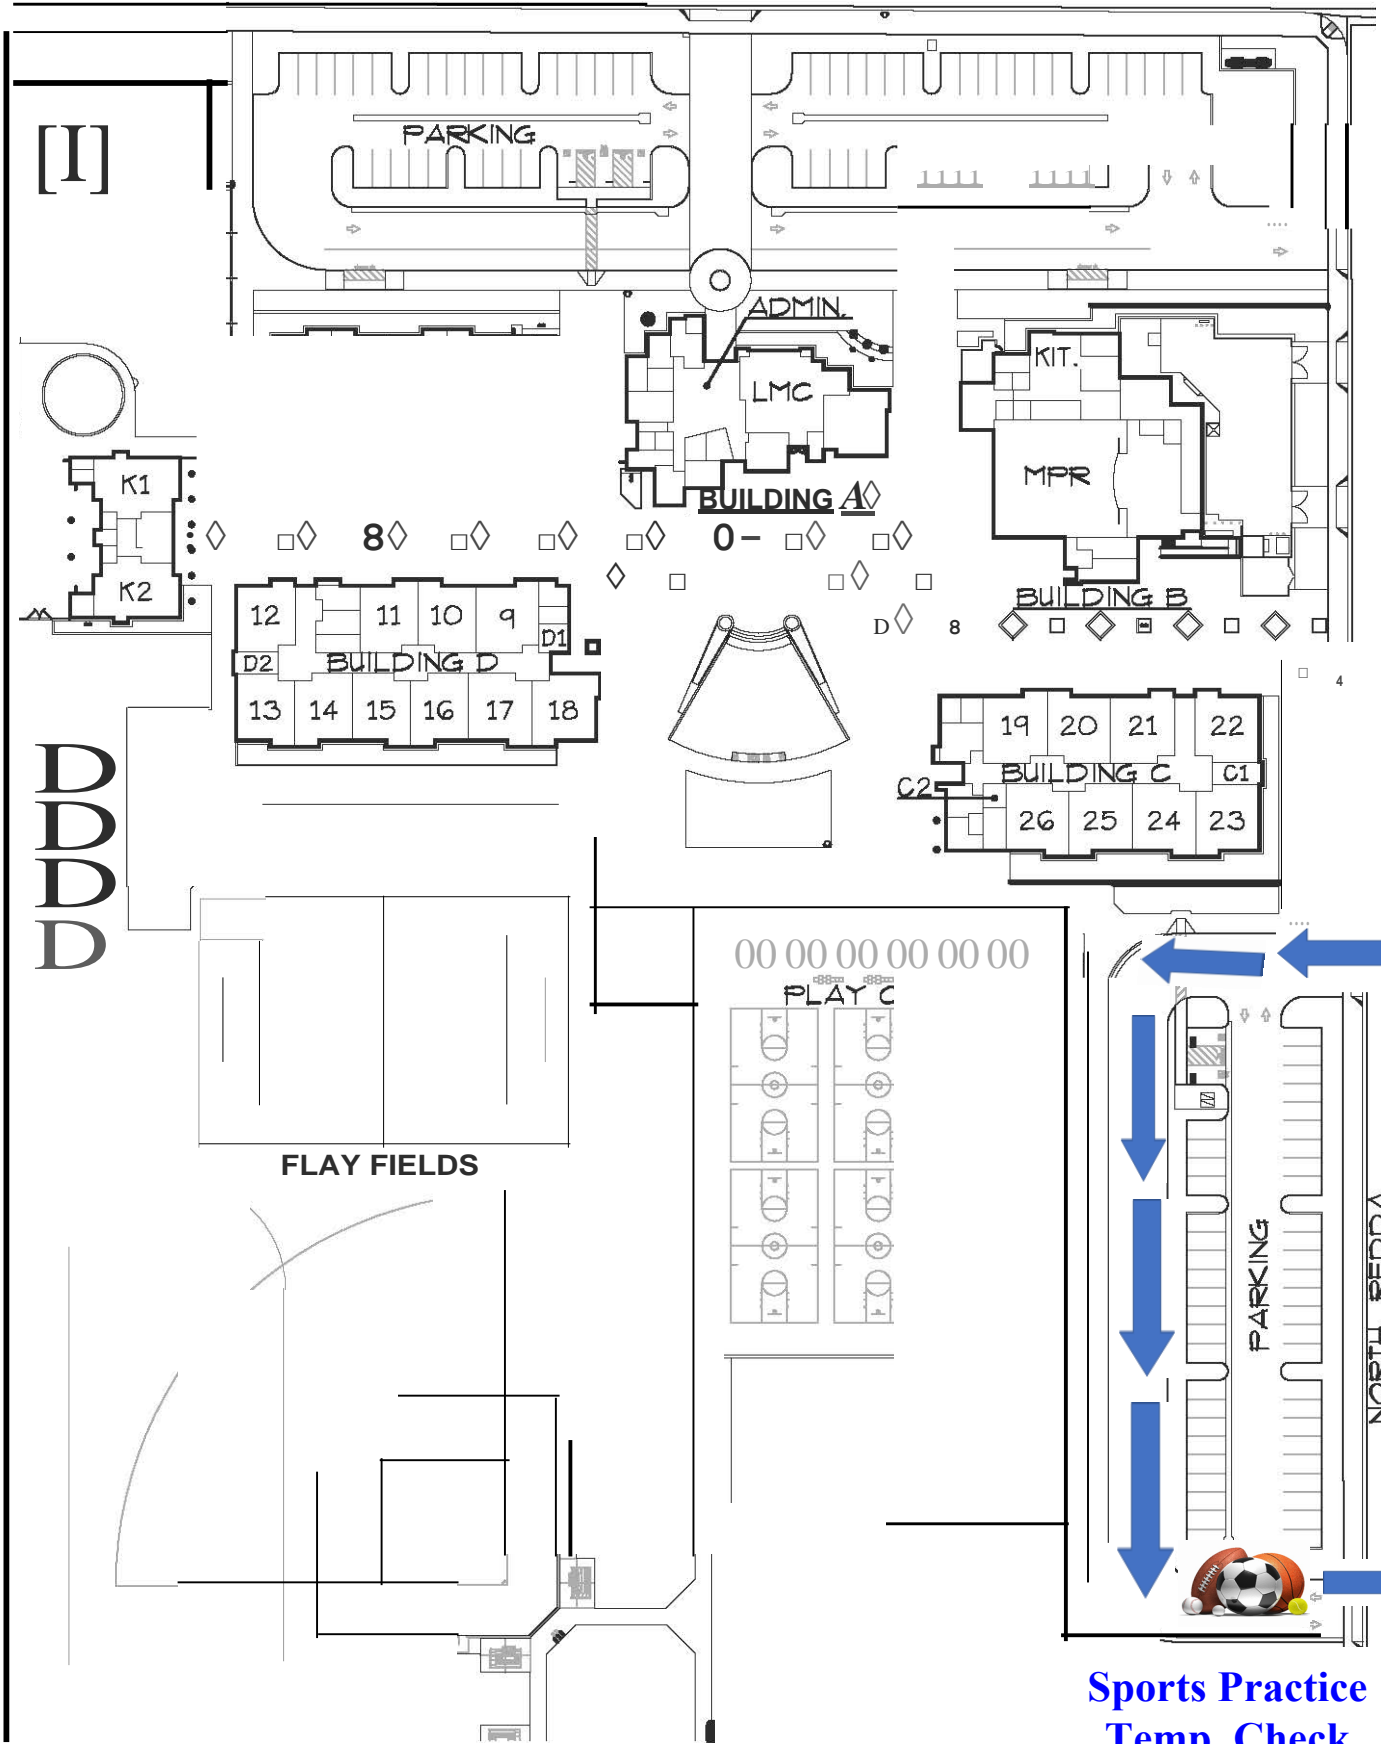 [I]
PARKING
ADMIN.
LMC
KIT.
MPR
BUILDING A◊
K1
K2
◊ □◊ 8◊ □◊ □◊ □◊ 0– □◊ □◊
◊ □ □◊ □
BUILDING B
D◊ 8 ◊ □ ◊ □ ◊ □ ◊ □
□ 4
12 11 10 9
D1
D2 BUILDING D
13 14 15 16 17 18
19 20 21 22
BUILDING C C1
C2
26 25 24 23
D
D
D
D
00 00 00 00 00 00
PLAY C
FLAY FIELDS
PARKING
NORTH
Sports Practice
Temp. Check